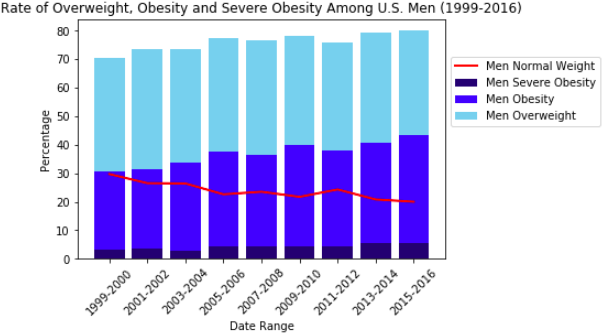 Rate of Overweight, Obesity and Severe Obesity Among U.S. Men (1999-2016)
80
70
60
50
40
30
20
10
0
Percentage
Men Normal Weight
Men Severe Obesity
Men Obesity
Men Overweight
1999-2000
2001-2002
2003-2004
2005-2006
2007-2008
2009-2010
2011-2012
2013-2014
2015-2016
Date Range